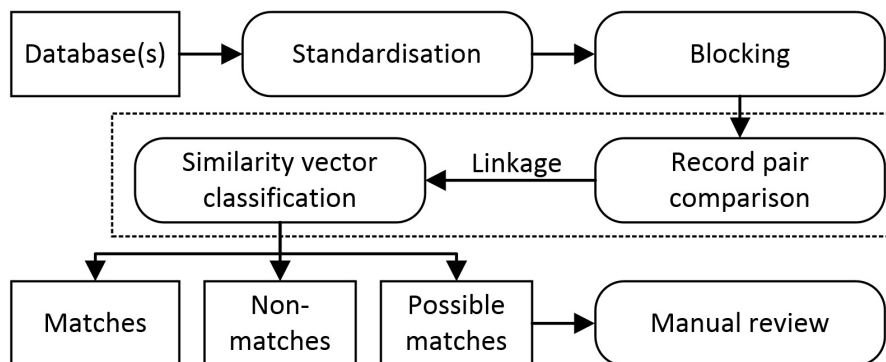 Database(s)
Standardisation
Blocking
Similarity vector
classification
Linkage
Record pair
comparison
Matches
Non-
matches
Possible
matches
Manual review